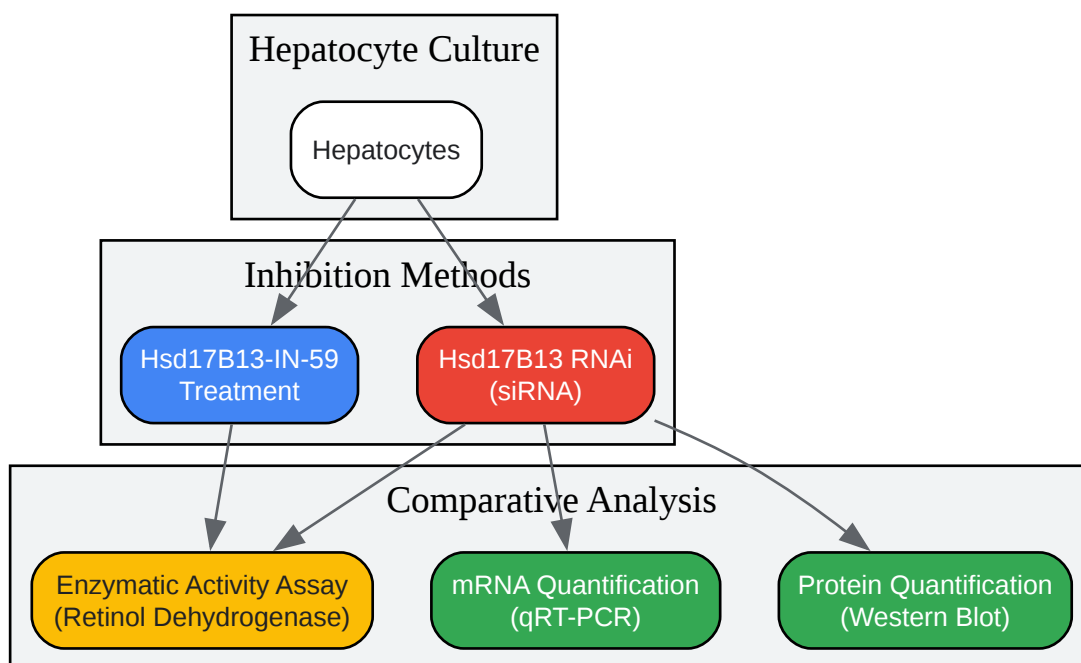 Hepatocyte Culture
Hepatocytes
Inhibition Methods
Hsd17B13-IN-59
Treatment
Hsd17B13 RNAi
(siRNA)
Comparative Analysis
Enzymatic Activity Assay
(Retinol Dehydrogenase)
mRNA Quantification
(qRT-PCR)
Protein Quantification
(Western Blot)